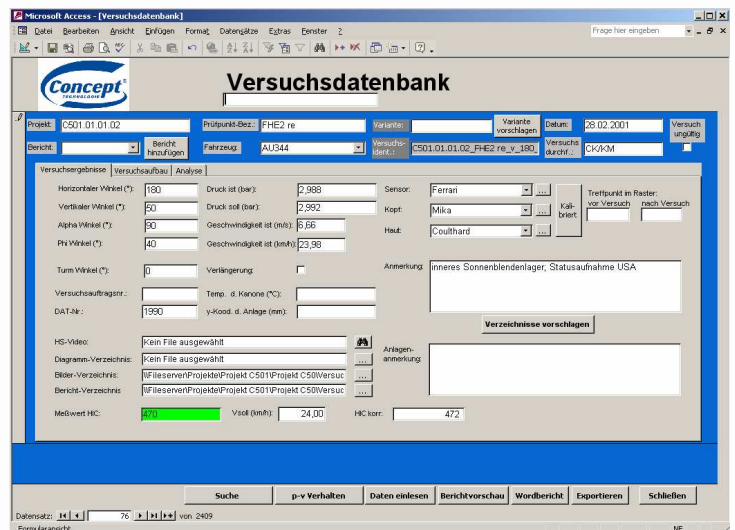 Microsoft Access - [Versuchsdatenbank]
Datei Bearbeiten Ansicht Einfügen Format Datensätze Extras Fenster ?
Frage hier eingeben
Concept
TECHNOLOGIE
Versuchsdatenbank
Projekt: C501.01.01.02 Prüfpunkt-Bez.: FHE2 re Variante: Variante vorschlagen Datum: 28.02.2001 Versuch ungültig
Bericht: Bericht hinzufügen Fahrzeug: AU344 Versuchs-Ident.: C501.01.01.02_FHE2 re_v_180_ Versuchs durchf.: CK/KM
Versuchsergebnisse Versuchsaufbau Analyse
Horizontaler Winkel (°): 180 Druck ist (bar): 2,988 Sensor: Ferrari ... Kali-briert Treffpunkt im Raster:
vor Versuch nach Versuch
Vertikaler Winkel (°): 50 Druck soll (bar): 2,992 Kopf: Mika ...
Alpha Winkel (°): 90 Geschwindigkeit ist (m/s): 6,66 Haut: Coulthard ...
Phi Winkel (°): 40 Geschwindigkeit ist (km/h): 23,98
Turm Winkel (°): 0 Verlängerung: Anmerkung: inneres Sonnenblendenlager, Statusaufnahme USA
Versuchsauftragsnr.: Temp. d. Kanone (°C):
DAT-Nr.: 1990 y-Kood. d. Anlage (mm):
Verzeichnisse vorschlagen
HS-Video: Kein File ausgewählt
Diagramm-Verzeichnis: Kein File ausgewählt ... Anlagen-anmerkung:
Bilder-Verzeichnis: \\Fileserver\Projekte\Projekt C501\Projekt C50\Versuc ...
Bericht-Verzeichnis \\Fileserver\Projekte\Projekt C501\Projekt C50\Versuc ...
Meßwert HIC: 470 Vsoll (km/h): 24,00 HIC korr: 472
Suche p-v Verhalten Daten einlesen Berichtvorschau Wordbericht Exportieren Schließen
Datensatz: 76 von 2409
Formularansicht NF